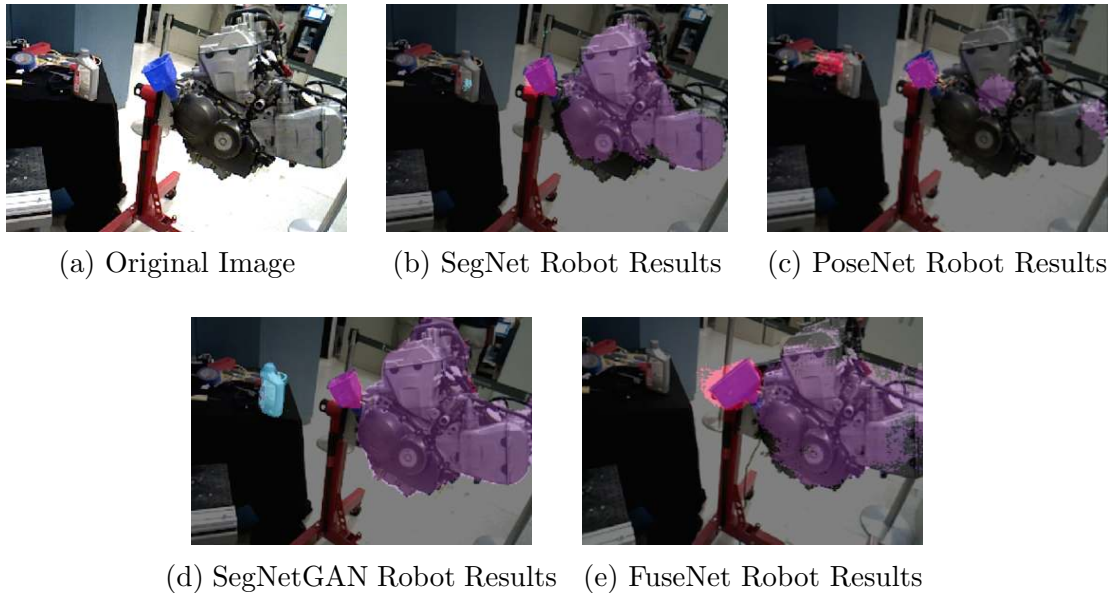 (a) Original Image
(b) SegNet Robot Results
(c) PoseNet Robot Results
(d) SegNetGAN Robot Results
(e) FuseNet Robot Results